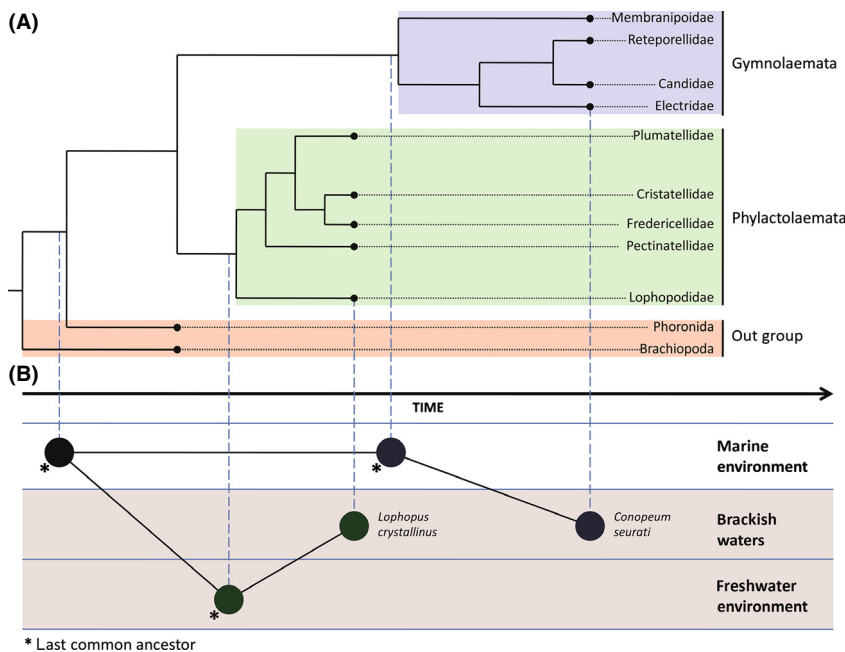 (A)
Membranipoidae
Reteporellidae
Gymnolaemata
Candidae
Electridae
Plumatellidae
Cristatellidae
Phylactolaemata
Fredericellidae
Pectinatellidae
Lophopodidae
Phoronida
Out group
Brachiopoda
(B)
TIME
Marine
environment
*
*
Lophopus
crystallinus
Conopeum
seurati
Brackish
waters
Freshwater
environment
*
* Last common ancestor